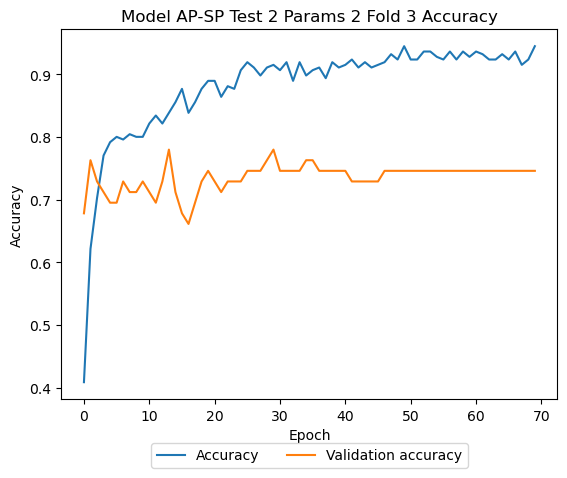 Model AP-SP Test 2 Params 2 Fold 3 Accuracy
Accuracy
0.9
0.8
0.7
0.6
0.5
0.4
0 10 20 30 40 50 60 70
Epoch
Accuracy Validation accuracy